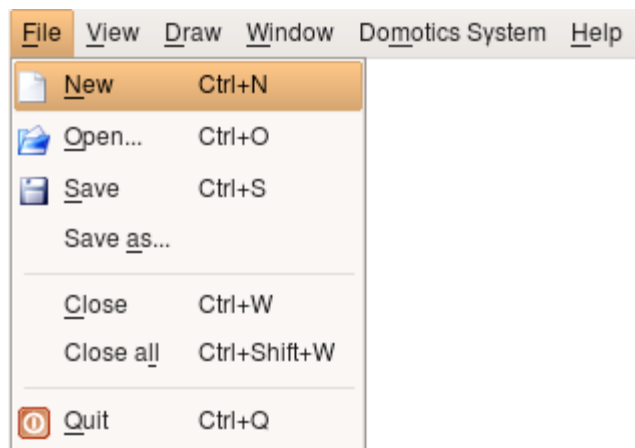 File View Draw Window Domotics System Help
New Ctrl+N
Open... Ctrl+O
Save Ctrl+S
Save as...
Close Ctrl+W
Close all Ctrl+Shift+W
Quit Ctrl+Q